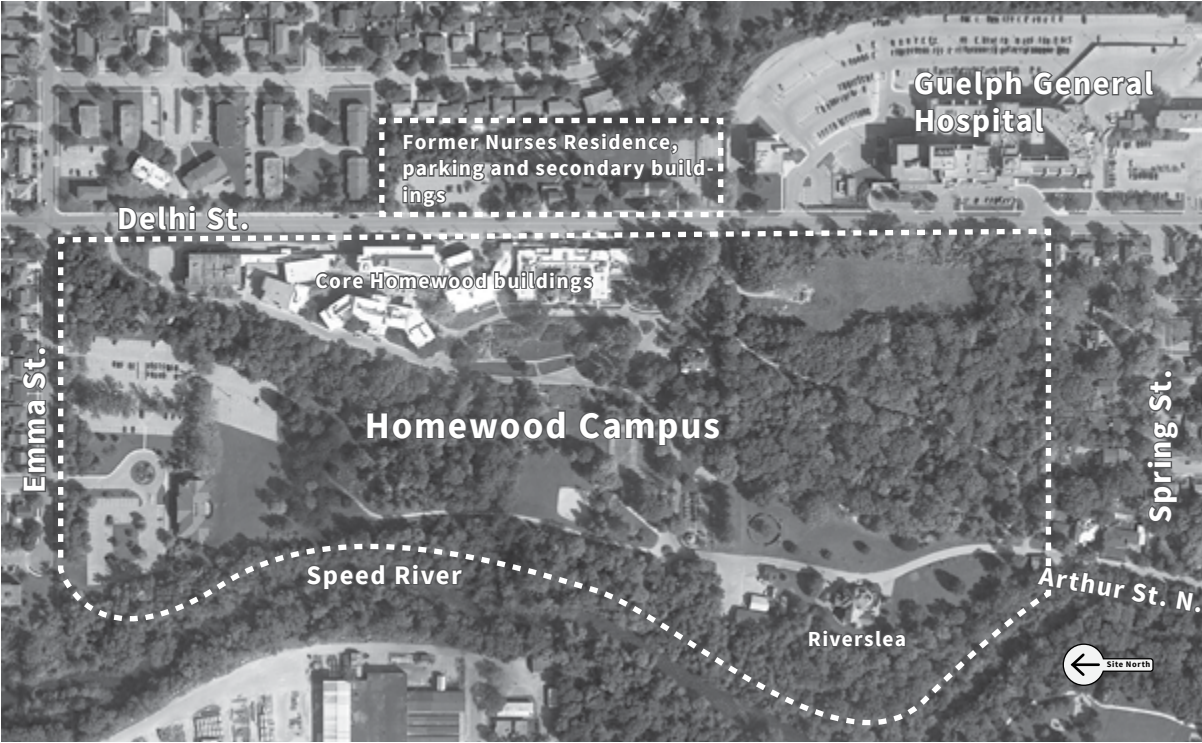 Guelph General
Hospital
Former Nurses Residence,
parking and secondary build-
ings
Delhi St.
Core Homewood buildings
Emma St.
Homewood Campus
Spring St.
Speed River
Arthur St. N.
Riverslea
Site North